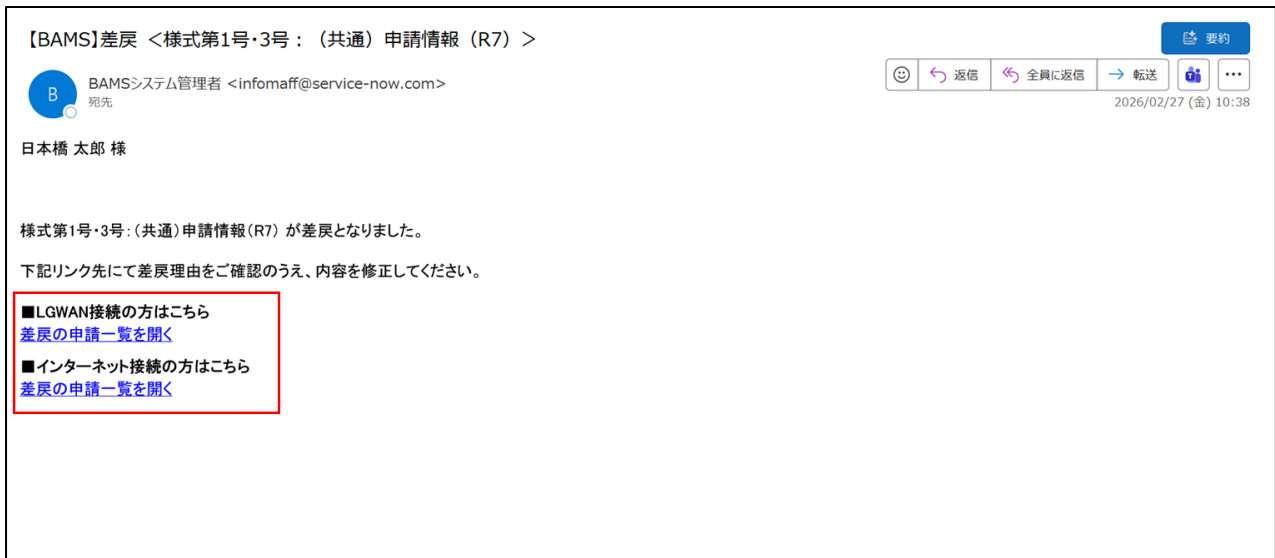 【BAMS】差戻 <様式第1号・3号：（共通）申請情報（R7）>
要約
B
BAMSシステム管理者 <infomaff@service-now.com>
宛先
返信
全員に返信
転送
2026/02/27 (金) 10:38
日本橋 太郎 様
様式第1号・3号：（共通）申請情報（R7） が差戻となりました。
下記リンク先にて差戻理由をご確認のうえ、内容を修正してください。
■LGWAN接続の方はこちら
差戻の申請一覧を開く
■インターネット接続の方はこちら
差戻の申請一覧を開く